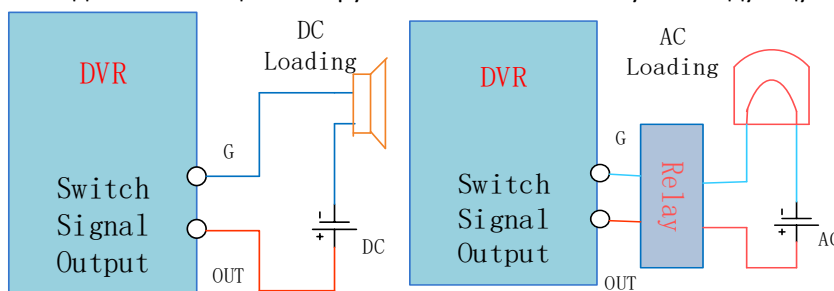 DVR
DC
Loading
G
Switch
Signal
Output
OUT
-
+
DC
DVR
AC
Loading
G
Switch
Signal
Output
OUT
Relay
-
+
AC